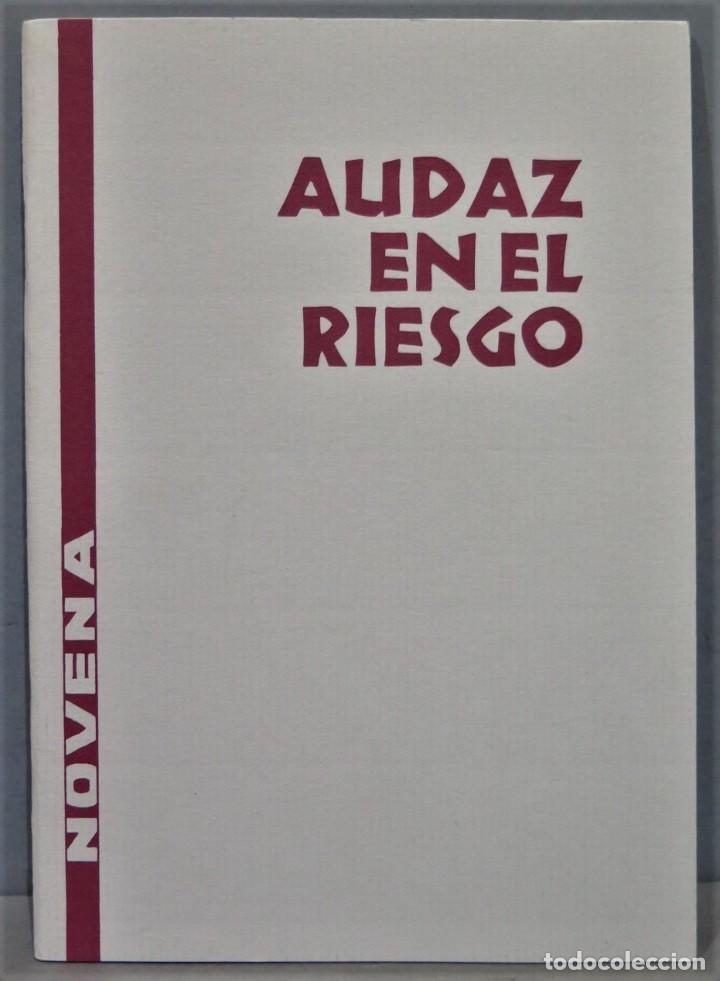 AUDAZ
EN EL
RIESGO
NOVENA
todocoleccion